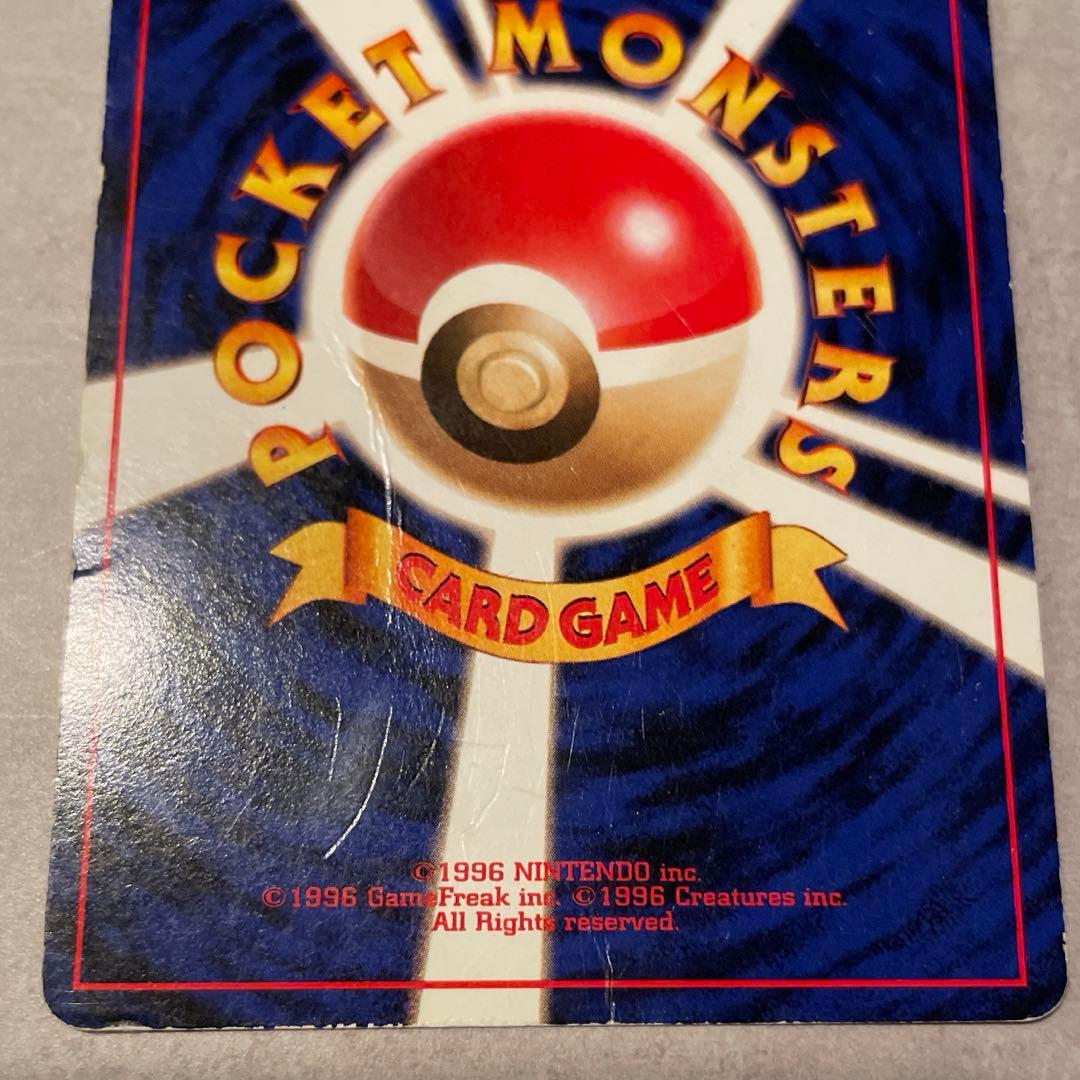 POCKET MONSTERS
CARD GAME
©1996 NINTENDO inc.
©1996 GameFreak inc. ©1996 Creatures inc.
All Rights reserved.